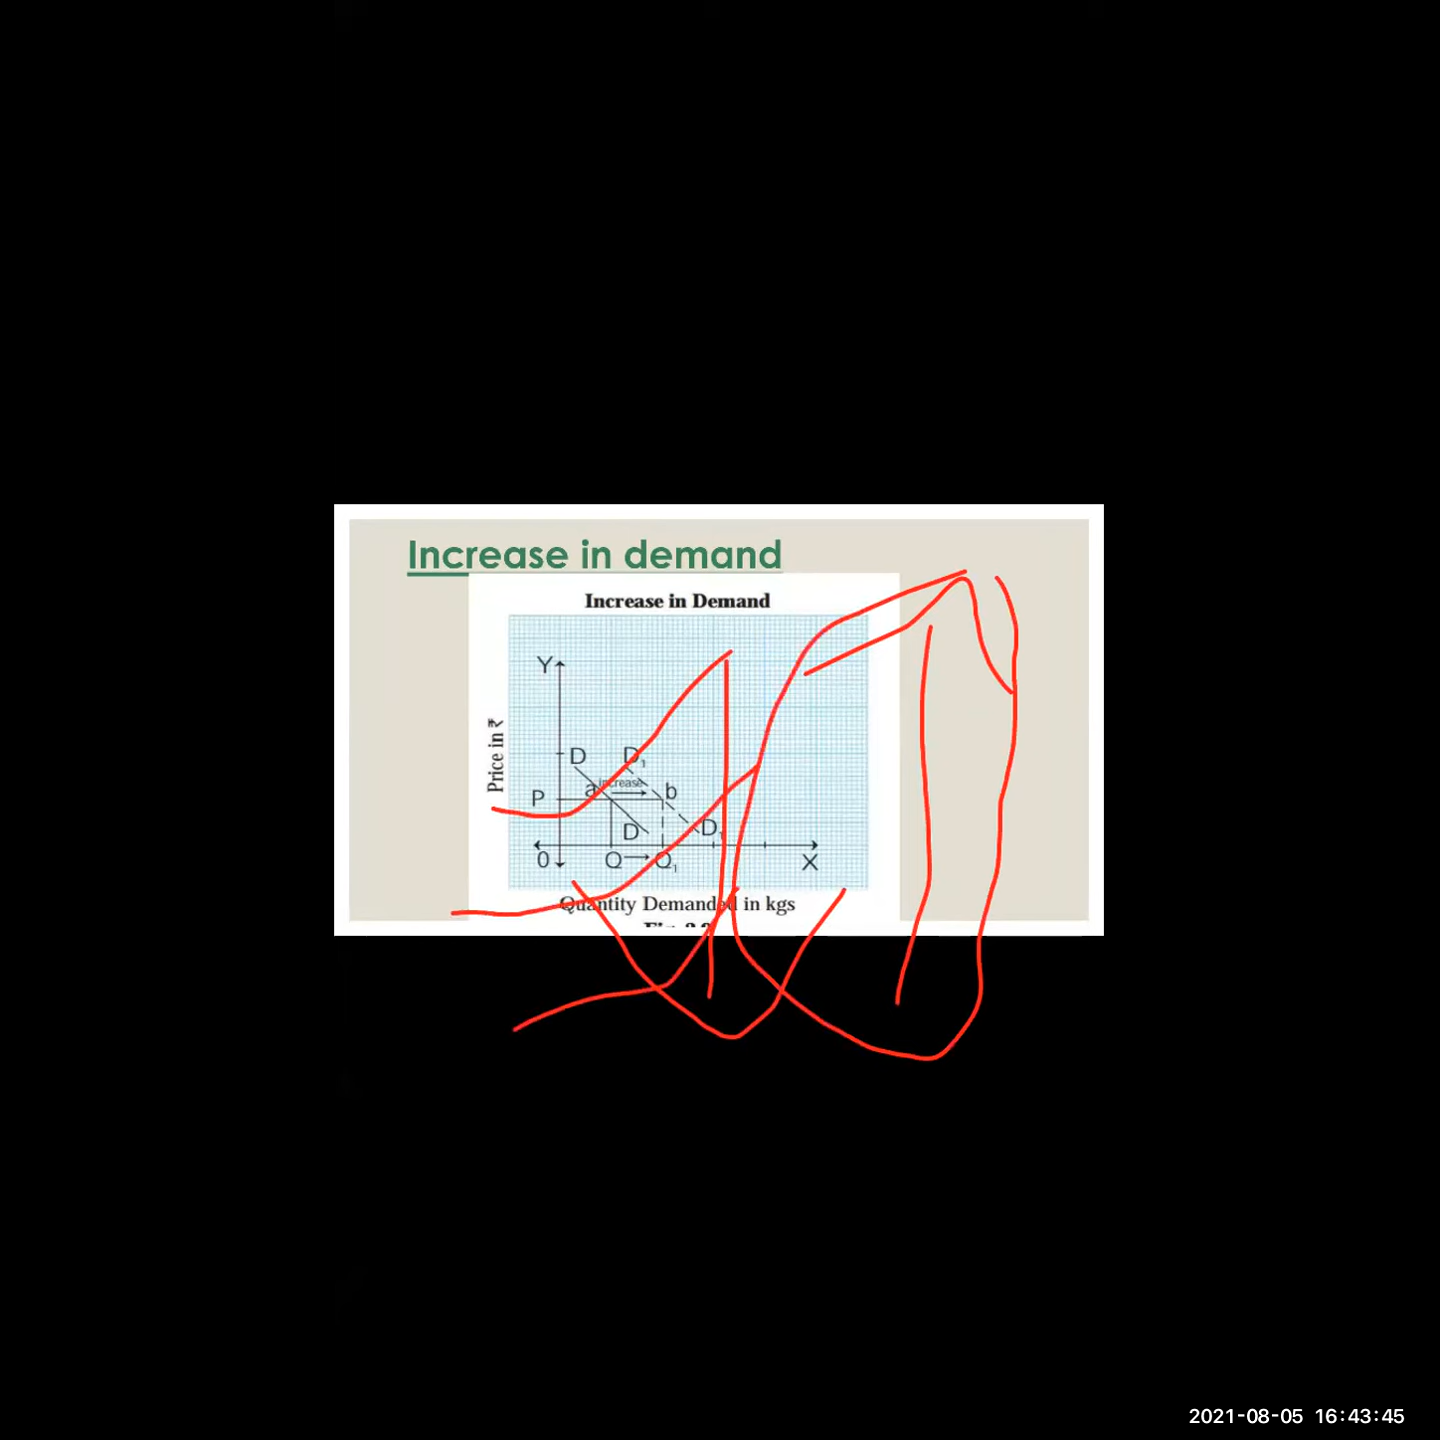 Increase in demand
Increase in Demand
Y
Price in ₹
D D₁
increase
a b
P
D D₁
0 Q Q₁ X
Quantity Demanded in kgs
2021-08-05 16:43:45